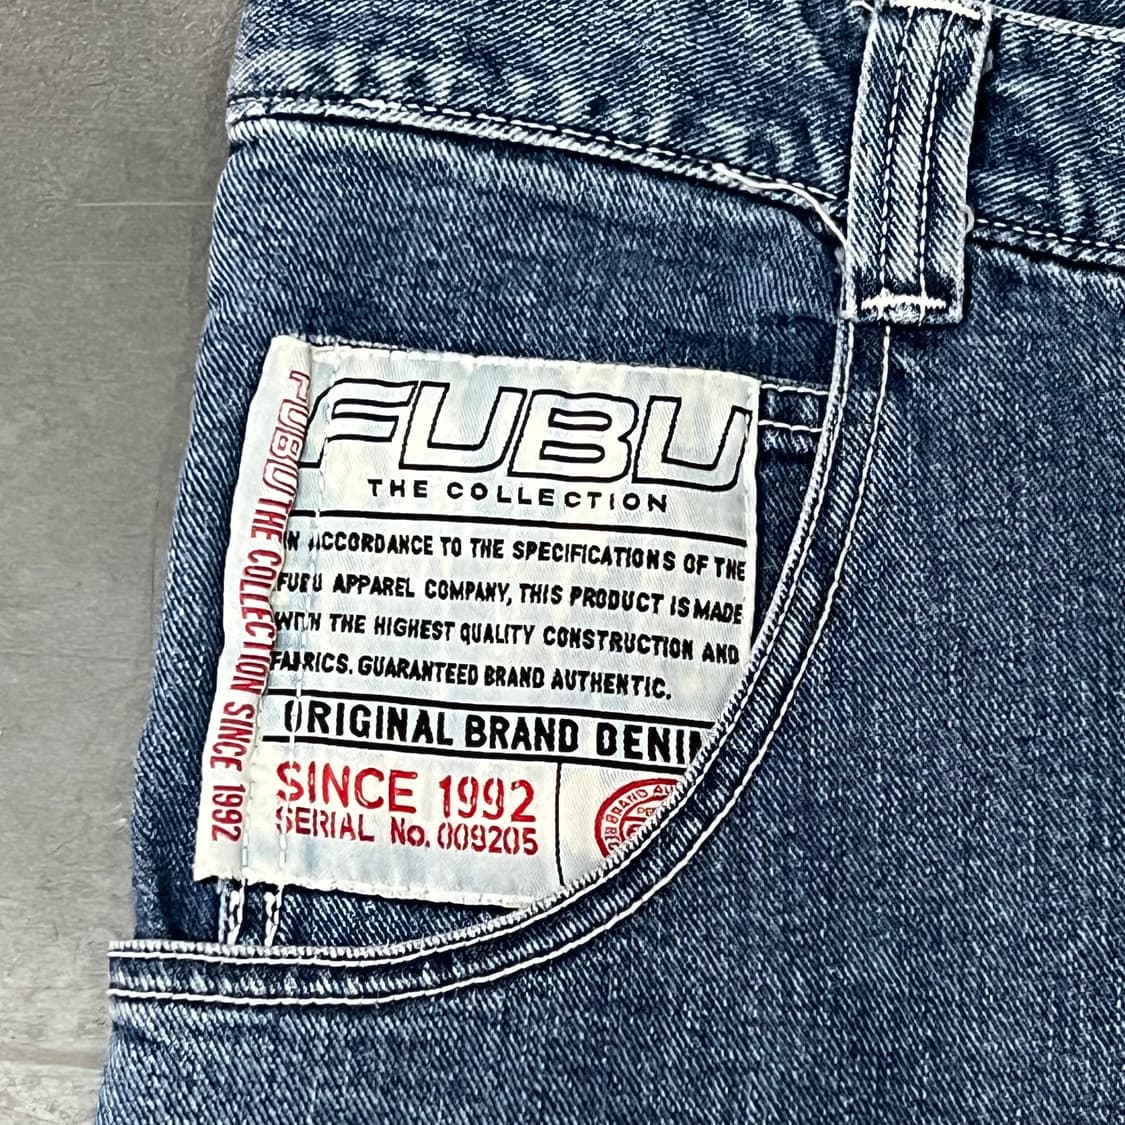 FUBU
THE COLLECTION
IN ACCORDANCE TO THE SPECIFICATIONS OF THE
FUBU APPAREL COMPANY, THIS PRODUCT IS MADE
WITH THE HIGHEST QUALITY CONSTRUCTION AND
FABRICS. GUARANTEED BRAND AUTHENTIC.
ORIGINAL BRAND DENIM
SINCE 1992
SERIAL No. 009205
BRAND
FUBU THE COLLECTION SINCE 1992